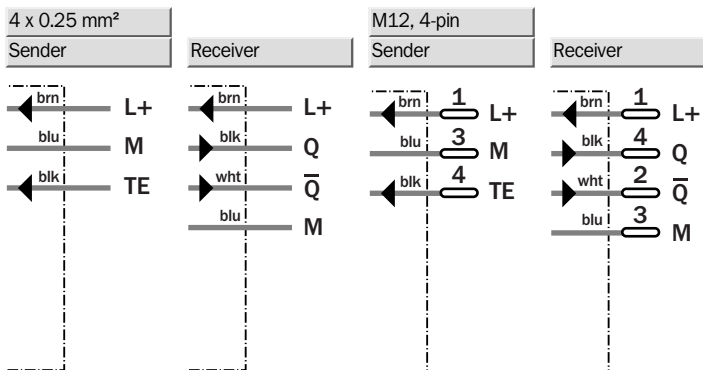 4 x 0.25 mm²
Sender
brn L+
blu M
blk TE
Receiver
brn L+
blk Q
wht Q̅
blu M
M12, 4-pin
Sender
brn 1 L+
blu 3 M
blk 4 TE
Receiver
brn 1 L+
blk 4 Q
wht 2 Q̅
blu 3 M